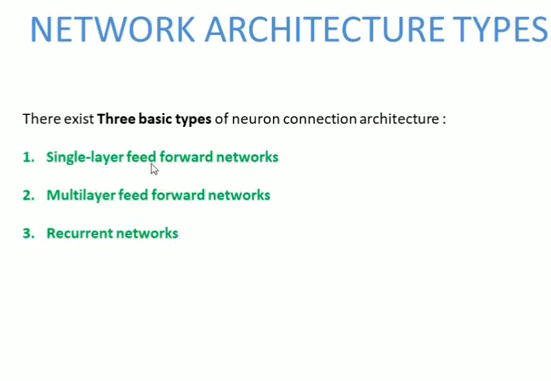 NETWORK ARCHITECTURE TYPES
There exist Three basic types of neuron connection architecture :
1. Single-layer feed forward networks
2. Multilayer feed forward networks
3. Recurrent networks